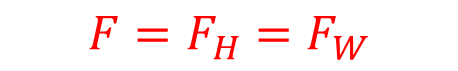 F = F_H = F_W